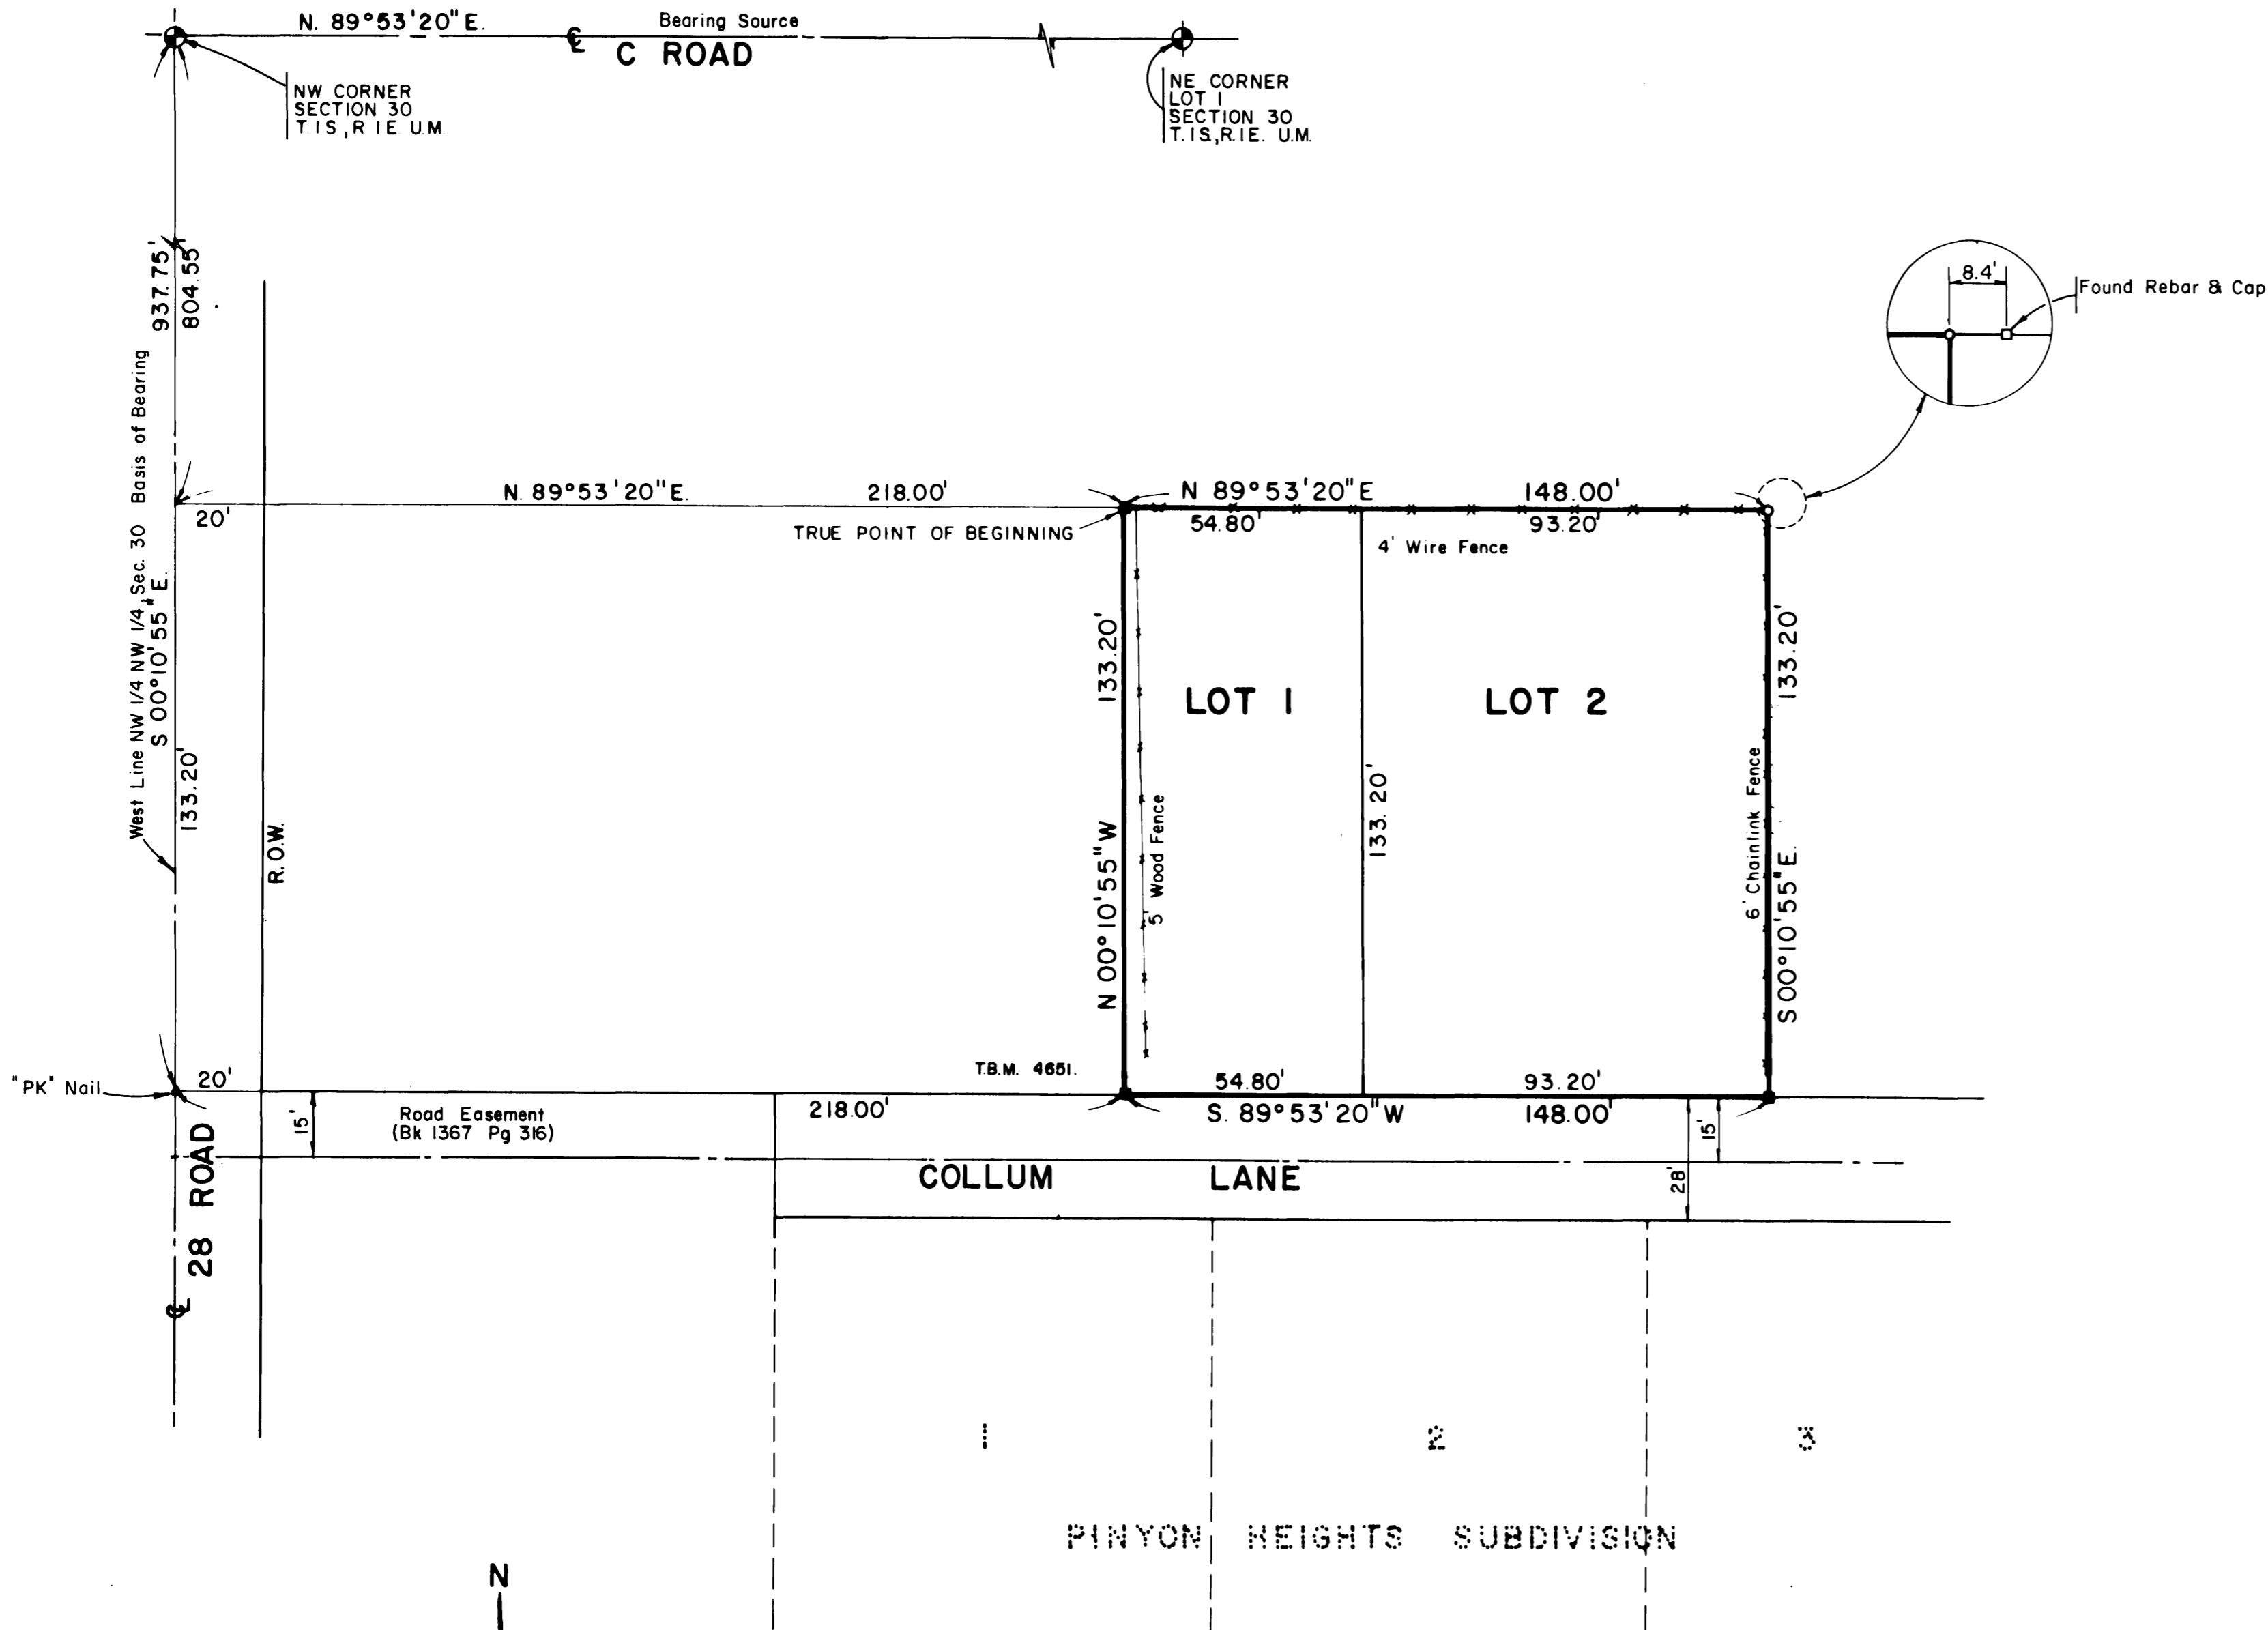 N. 89°53'20"E.
Bearing Source
℄
C ROAD
NW CORNER
SECTION 30
T.1S.,R 1E U.M.
NE CORNER
LOT 1
SECTION 30
T.1S.,R.1E. U.M.
937.75'
804.55'
8.4'
Found Rebar & Cap
West Line NW 1/4 NW 1/4, Sec. 30 Basis of Bearing
S 00°10'55" E.
133.20'
R.O.W.
20'
N. 89°53'20"E.
218.00'
TRUE POINT OF BEGINNING
N 89°53'20"E
148.00'
54.80'
93.20'
4' Wire Fence
133.20'
N 00°10'55"W
5' Wood Fence
LOT 1
133.20'
LOT 2
6' Chainlink Fence
133.20'
S 00°10'55"E.
"PK" Nail
20'
T.B.M. 4651.
54.80'
93.20'
218.00'
S. 89°53'20"W
148.00'
15'
Road Easement
(Bk 1367 Pg 316)
15'
28'
COLLUM LANE
28 ROAD
℄
1
2
3
PINYON HEIGHTS SUBDIVISION
N